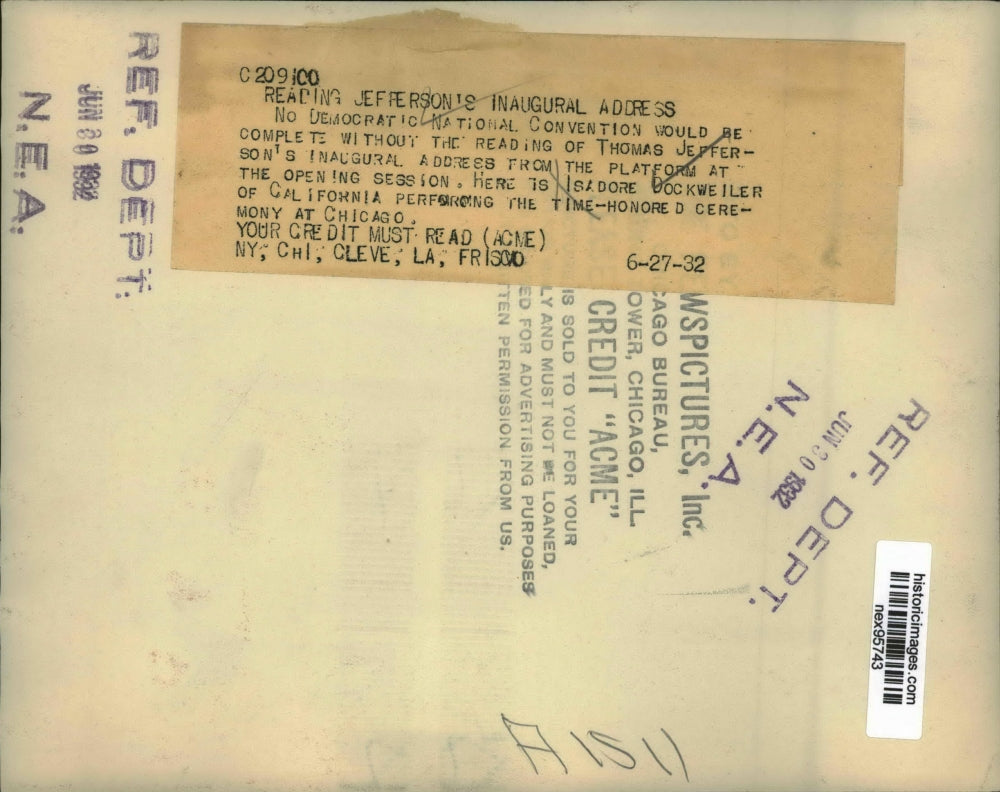 C209100
READING JEFFERSON'S INAUGURAL ADDRESS
NO DEMOCRATIC NATIONAL CONVENTION WOULD BE
COMPLETE WITHOUT THE READING OF THOMAS JEFFER-
SON'S INAUGURAL ADDRESS FROM THE PLATFORM AT
THE OPENING SESSION. HERE IS ISADORE DOCKWEILER
OF CALIFORNIA PERFORMING THE TIME-HONORED CERE-
MONY AT CHICAGO.
YOUR CREDIT MUST READ (ACME)
NY, CHI, CLEVE, LA, FRISCO 6-27-32
REF. DEPT.
JUN 30 1932
N.E.A.
WSPICTURES, Inc.
CAGO BUREAU,
OWER, CHICAGO, ILL.
CREDIT "ACME"
IS SOLD TO YOU FOR YOUR
LY AND MUST NOT BE LOANED,
ED FOR ADVERTISING PURPOSES
TEN PERMISSION FROM US.
REF. DEPT.
JUN 30 1932
N.E.A.
historicimages.com
nex95743
A1511